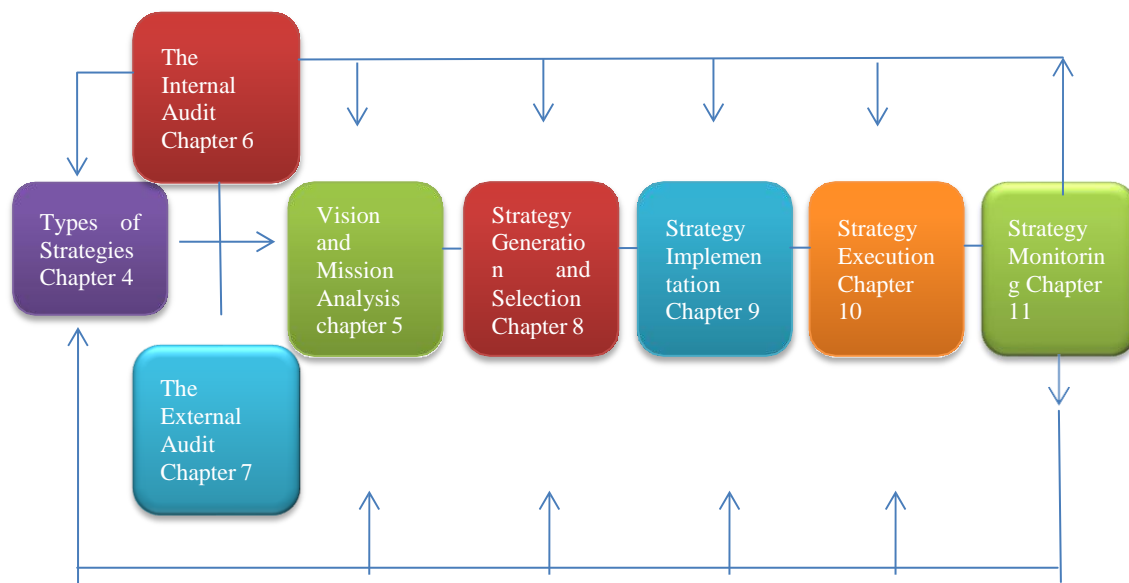 The
Internal
Audit
Chapter 6
Types of
Strategies
Chapter 4
Vision
and
Mission
Analysis
chapter 5
Strategy
Generatio
n and
Selection
Chapter 8
Strategy
Implemen
tation
Chapter 9
Strategy
Execution
Chapter
10
Strategy
Monitorin
g Chapter
11
The
External
Audit
Chapter 7